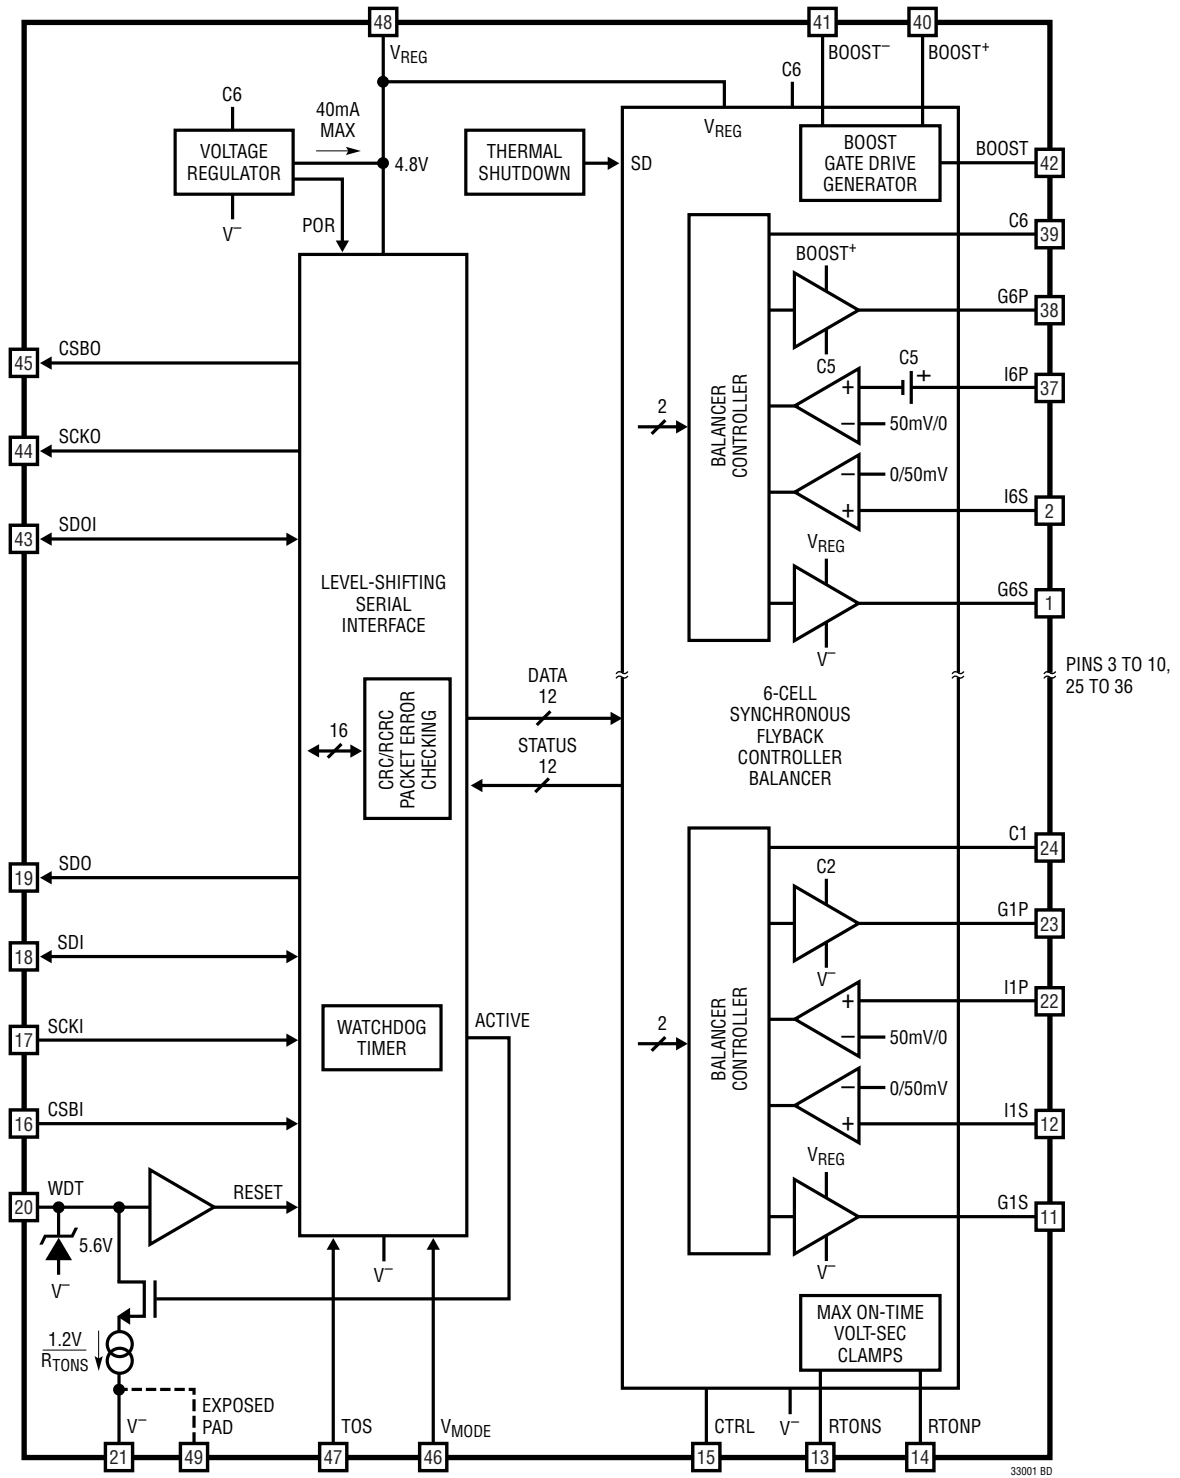 48
41
40
VREG
BOOST–
BOOST+
C6
C6
40mA
MAX
VREG
VOLTAGE
REGULATOR
4.8V
THERMAL
SHUTDOWN
SD
BOOST
GATE DRIVE
GENERATOR
BOOST
42
V–
POR
C6
39
BOOST+
G6P
38
CSBO
45
C5
C5
+
I6P
37
+
–
50mV/0
2
BALANCER
CONTROLLER
SCKO
44
–
0/50mV
+
I6S
2
SDOI
43
VREG
LEVEL-SHIFTING
SERIAL
INTERFACE
G6S
1
V–
PINS 3 TO 10,
25 TO 36
DATA
12
6-CELL
SYNCHRONOUS
FLYBACK
CONTROLLER
BALANCER
16
CRC/RCRC
PACKET ERROR
CHECKING
STATUS
12
C1
24
SDO
19
C2
G1P
23
SDI
18
V–
I1P
22
+
–
50mV/0
2
BALANCER
CONTROLLER
SCKI
17
WATCHDOG
TIMER
ACTIVE
–
0/50mV
+
I1S
12
CSBI
16
VREG
WDT
20
RESET
G1S
11
5.6V
V–
V–
V–
1.2V
RTONS
MAX ON-TIME
VOLT-SEC
CLAMPS
EXPOSED
PAD
V–
TOS
VMODE
CTRL
V–
RTONS
RTONP
21
49
47
46
15
13
14
33001 BD